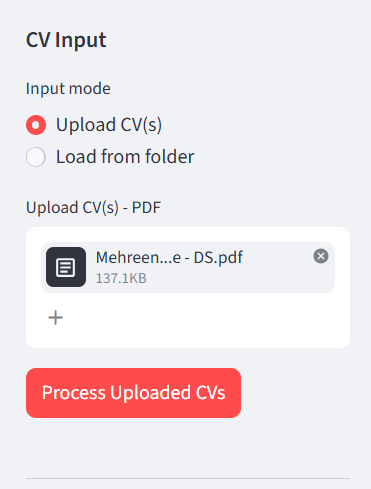 CV Input
Input mode
Upload CV(s)
Load from folder
Upload CV(s) - PDF
Mehreen...e - DS.pdf
137.1KB
Process Uploaded CVs